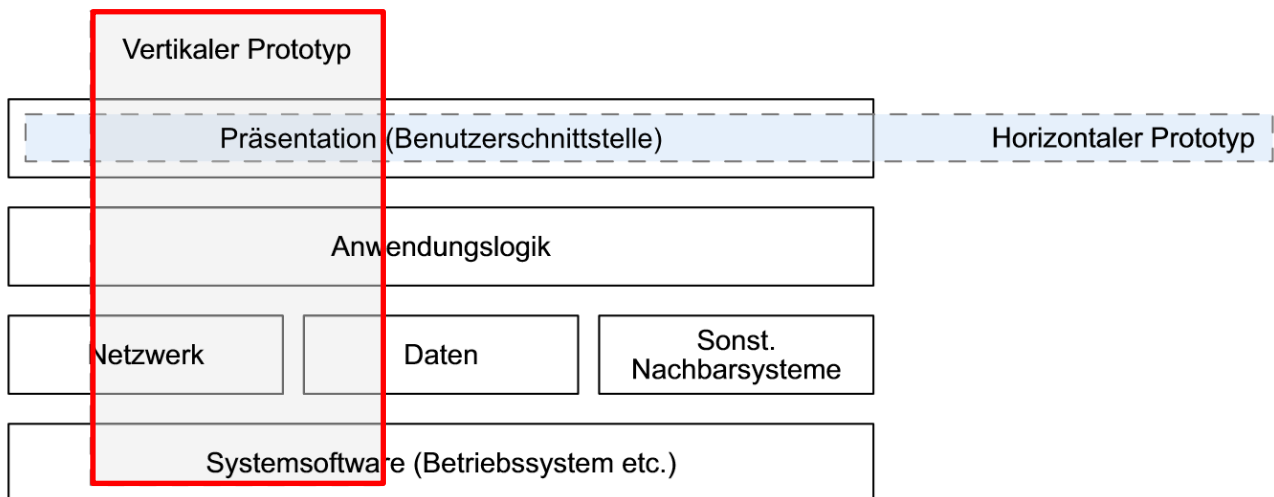 Vertikaler Prototyp
Präsentation (Benutzerschnittstelle)
Horizontaler Prototyp
Anwendungslogik
Netzwerk
Daten
Sonst.
Nachbarsysteme
Systemsoftware (Betriebssystem etc.)